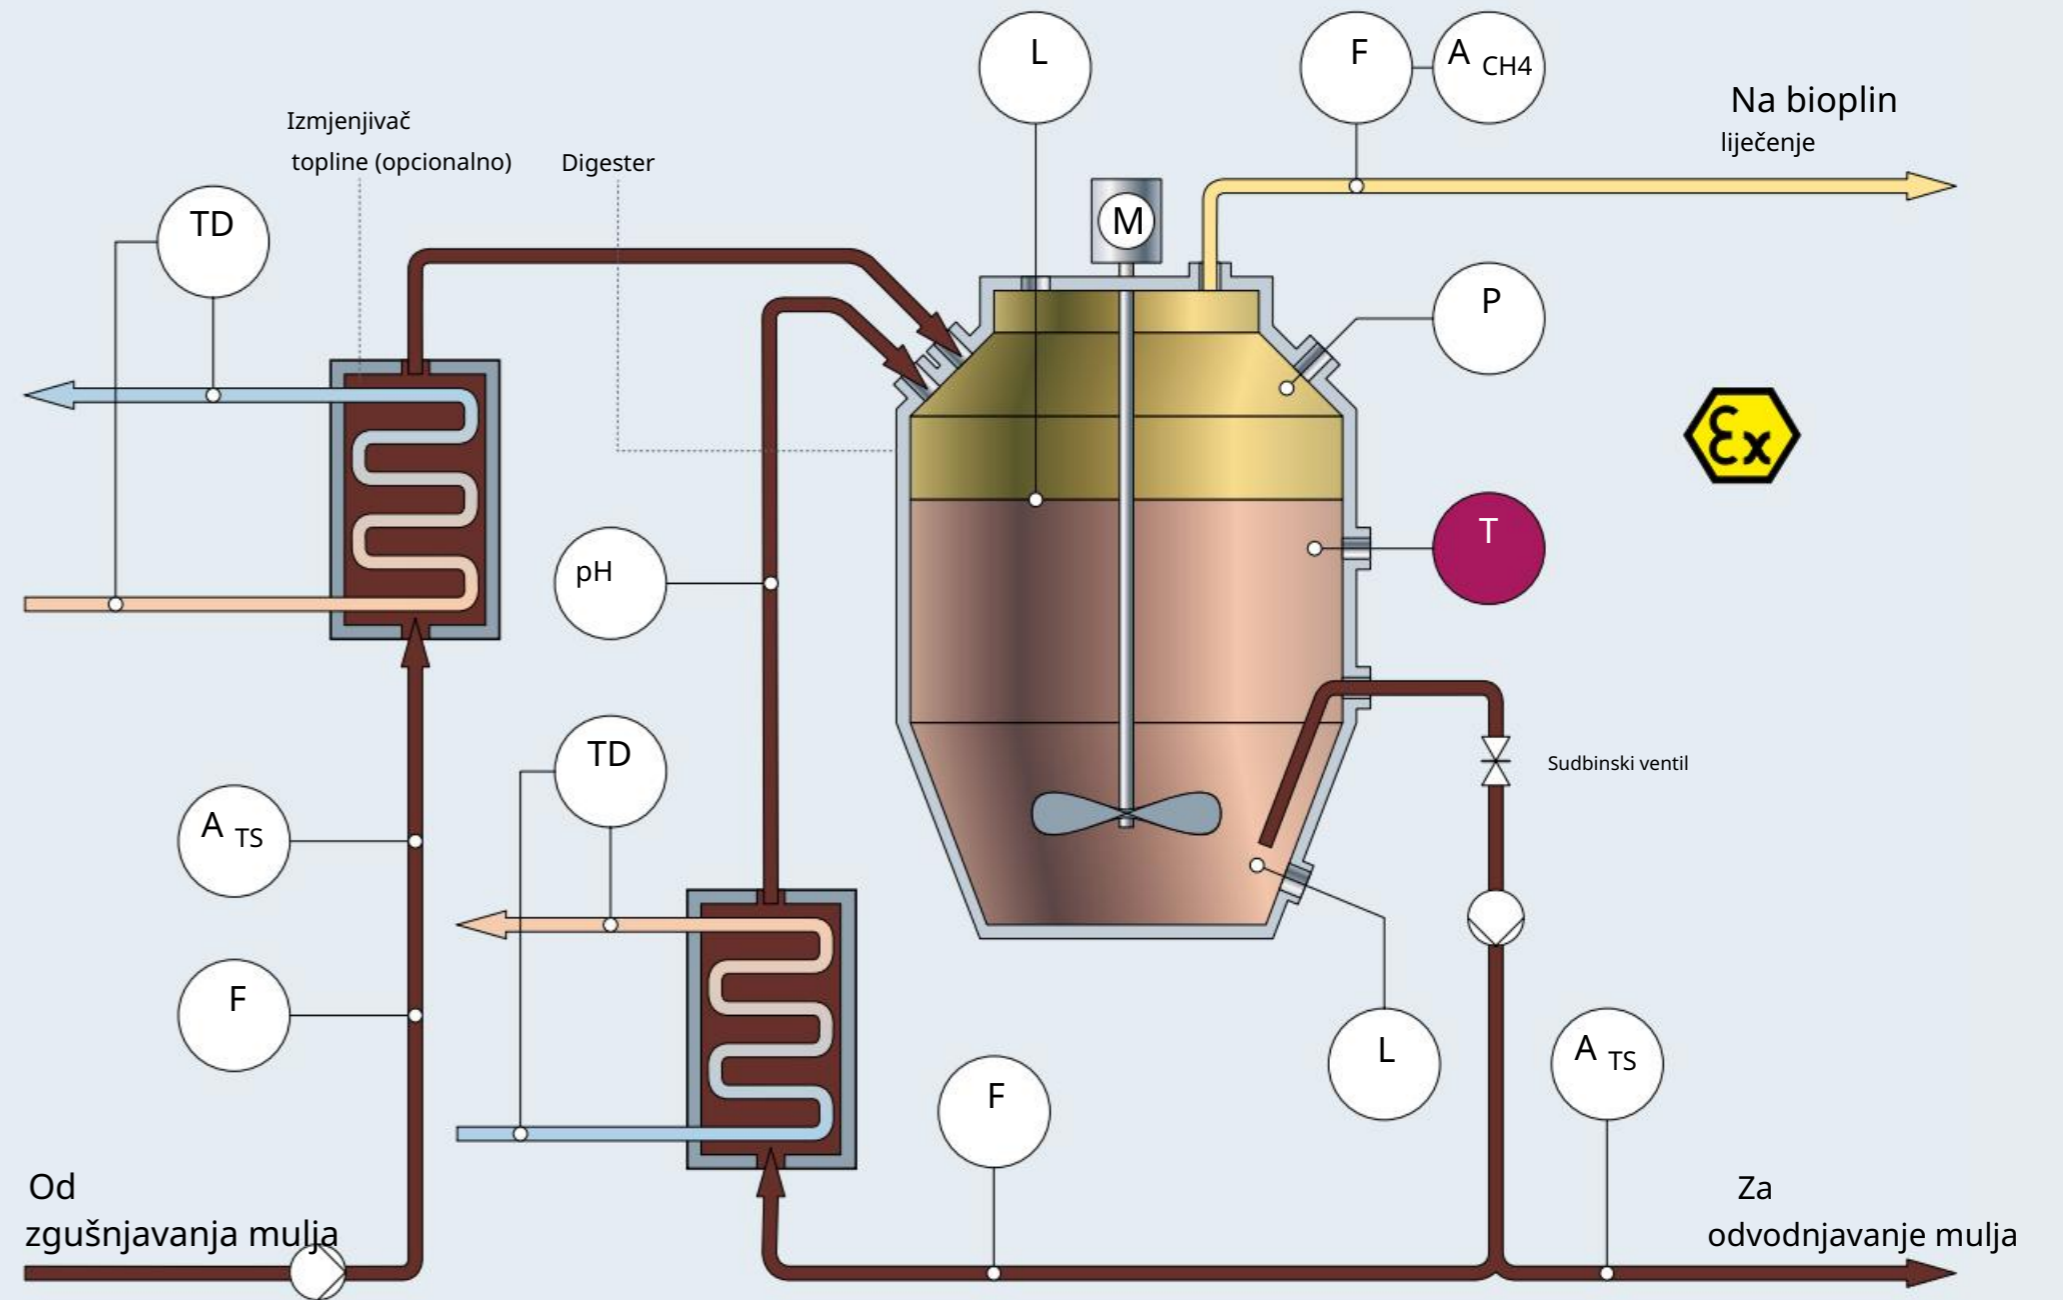 L
F
A CH4
Na bioplin
liječenje
Izmjenjivač
topline (opcionalno)
Digester
TD
M
P
Ex
T
pH
TD
Sudbinski ventil
A TS
F
L
A TS
F
Od
zgušnjavanja mulja
Za
odvodnjavanje mulja